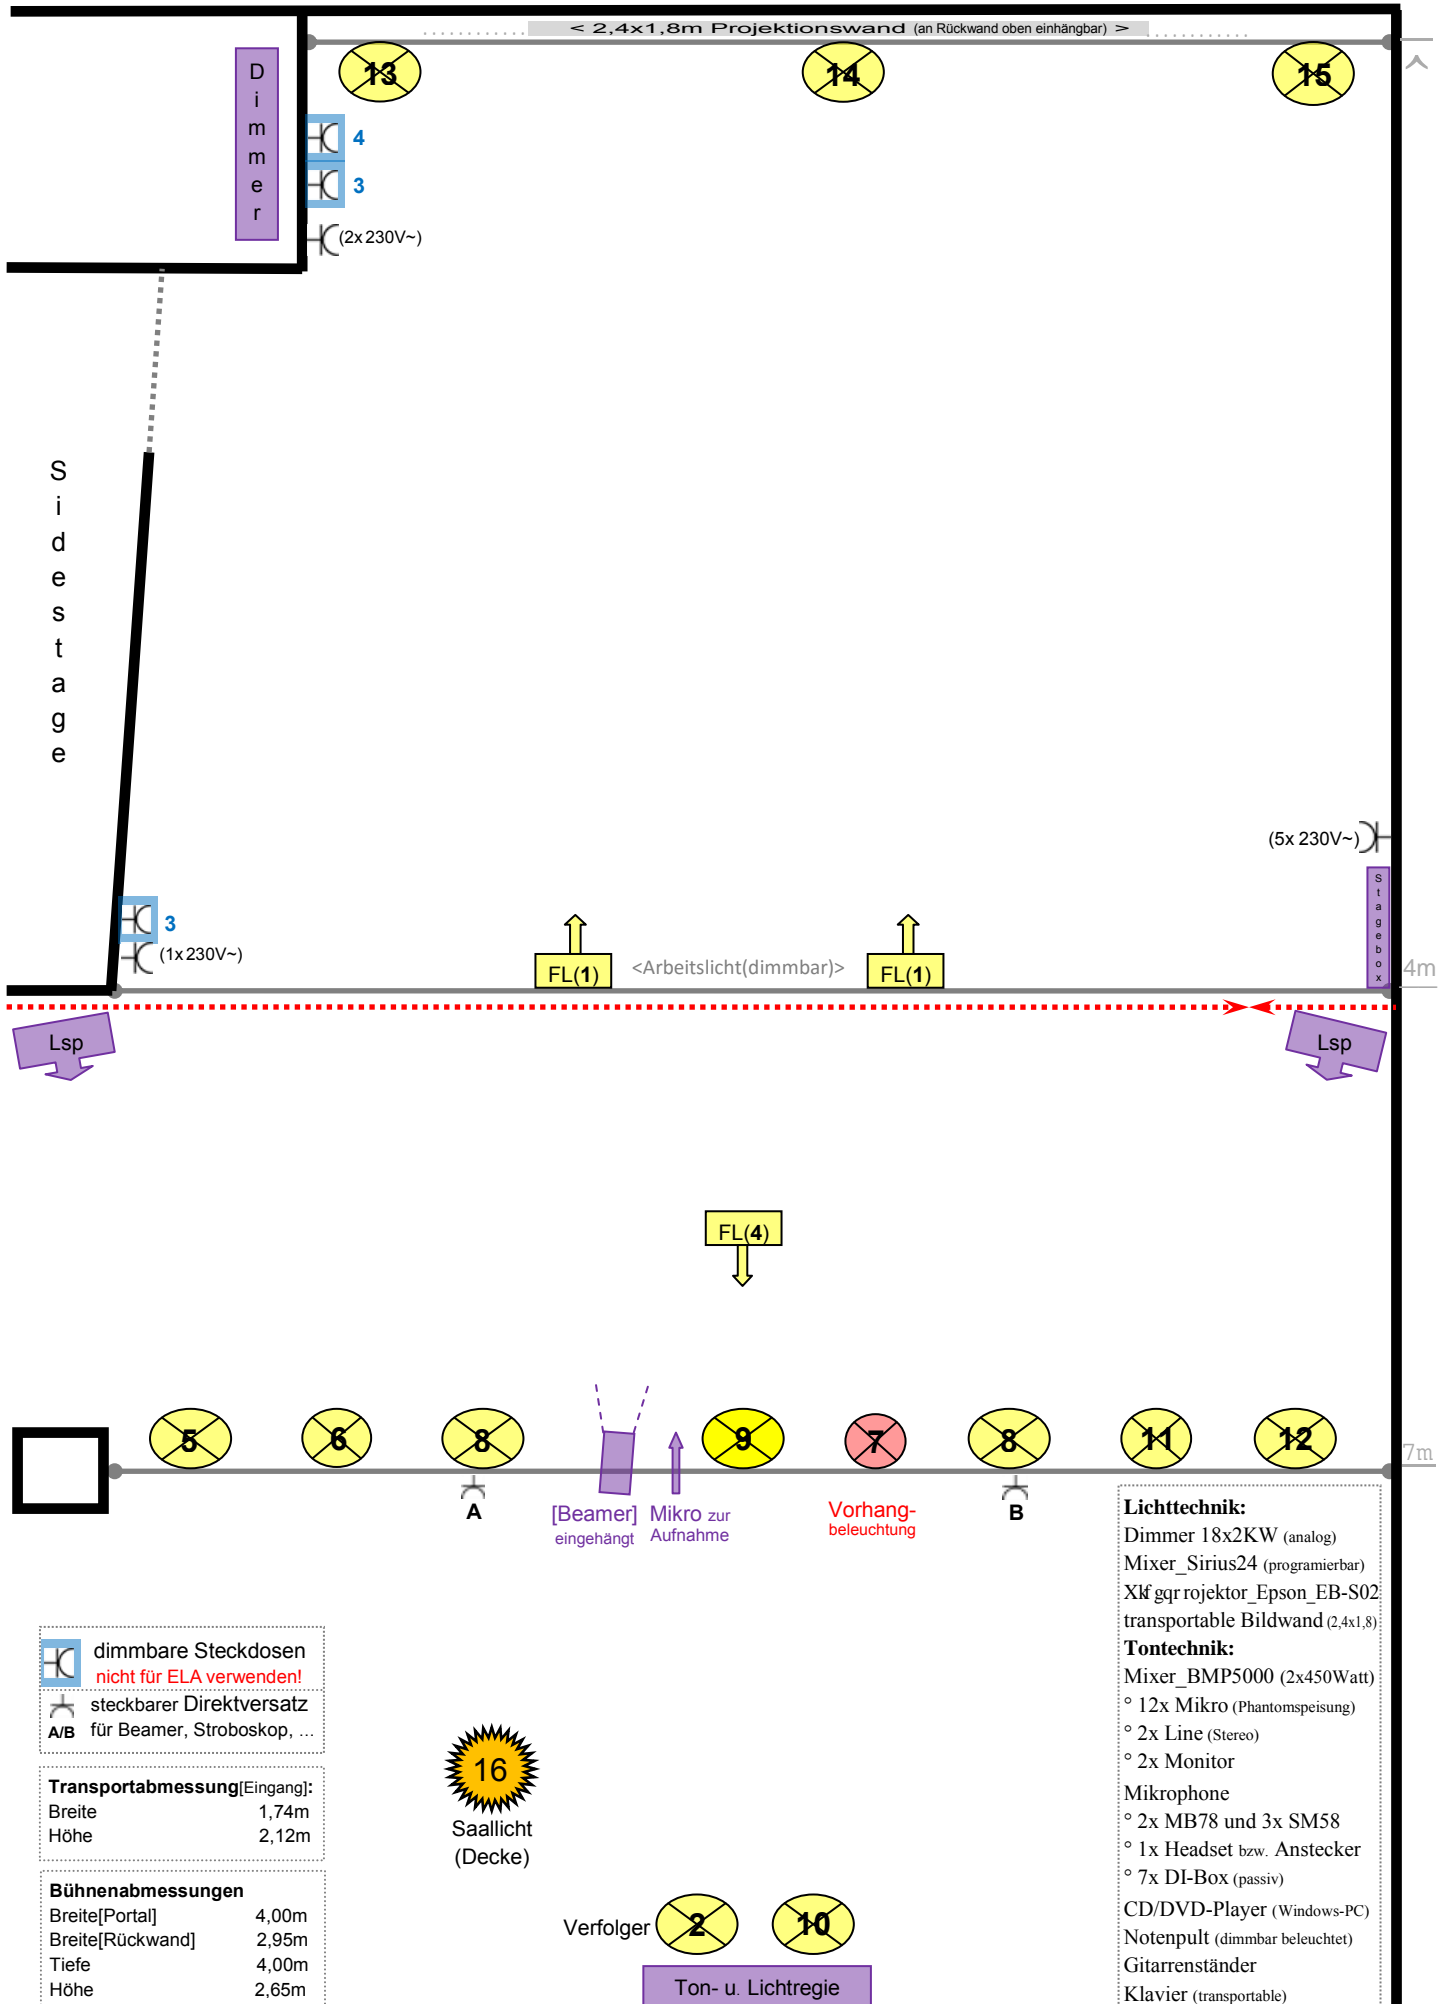 < 2,4x1,8m Projektionswand (an Rückwand oben einhängbar) >
13
14
15
Dimmer
4
3
(2x 230V~)
Sidestage
(5x 230V~)
Stagebox
3
(1x 230V~)
FL(1)
<Arbeitslicht(dimmbar)>
FL(1)
4m
Lsp
Lsp
FL(4)
5
6
8
9
7
8
11
12
7m
A
[Beamer]
eingehängt
Mikro zur
Aufnahme
Vorhang-
beleuchtung
B
Lichttechnik:
Dimmer 18x2KW (analog)
Mixer_Sirius24 (programierbar)
Xkf gqr rojektor_Epson_EB-S02
transportable Bildwand (2,4x1,8)
Tontechnik:
Mixer_BMP5000 (2x450Watt)
° 12x Mikro (Phantomspeisung)
° 2x Line (Stereo)
° 2x Monitor
Mikrophone
° 2x MB78 und 3x SM58
° 1x Headset bzw. Anstecker
° 7x DI-Box (passiv)
CD/DVD-Player (Windows-PC)
Notenpult (dimmbar beleuchtet)
Gitarrenständer
Klavier (transportable)
dimmbare Steckdosen
nicht für ELA verwenden!
steckbarer Direktversatz
A/B für Beamer, Stroboskop, ...
Transportabmessung[Eingang]:
Breite 1,74m
Höhe 2,12m
Bühnenabmessungen
Breite[Portal] 4,00m
Breite[Rückwand] 2,95m
Tiefe 4,00m
Höhe 2,65m
16
Saallicht
(Decke)
Verfolger 2
10
Ton- u. Lichtregie